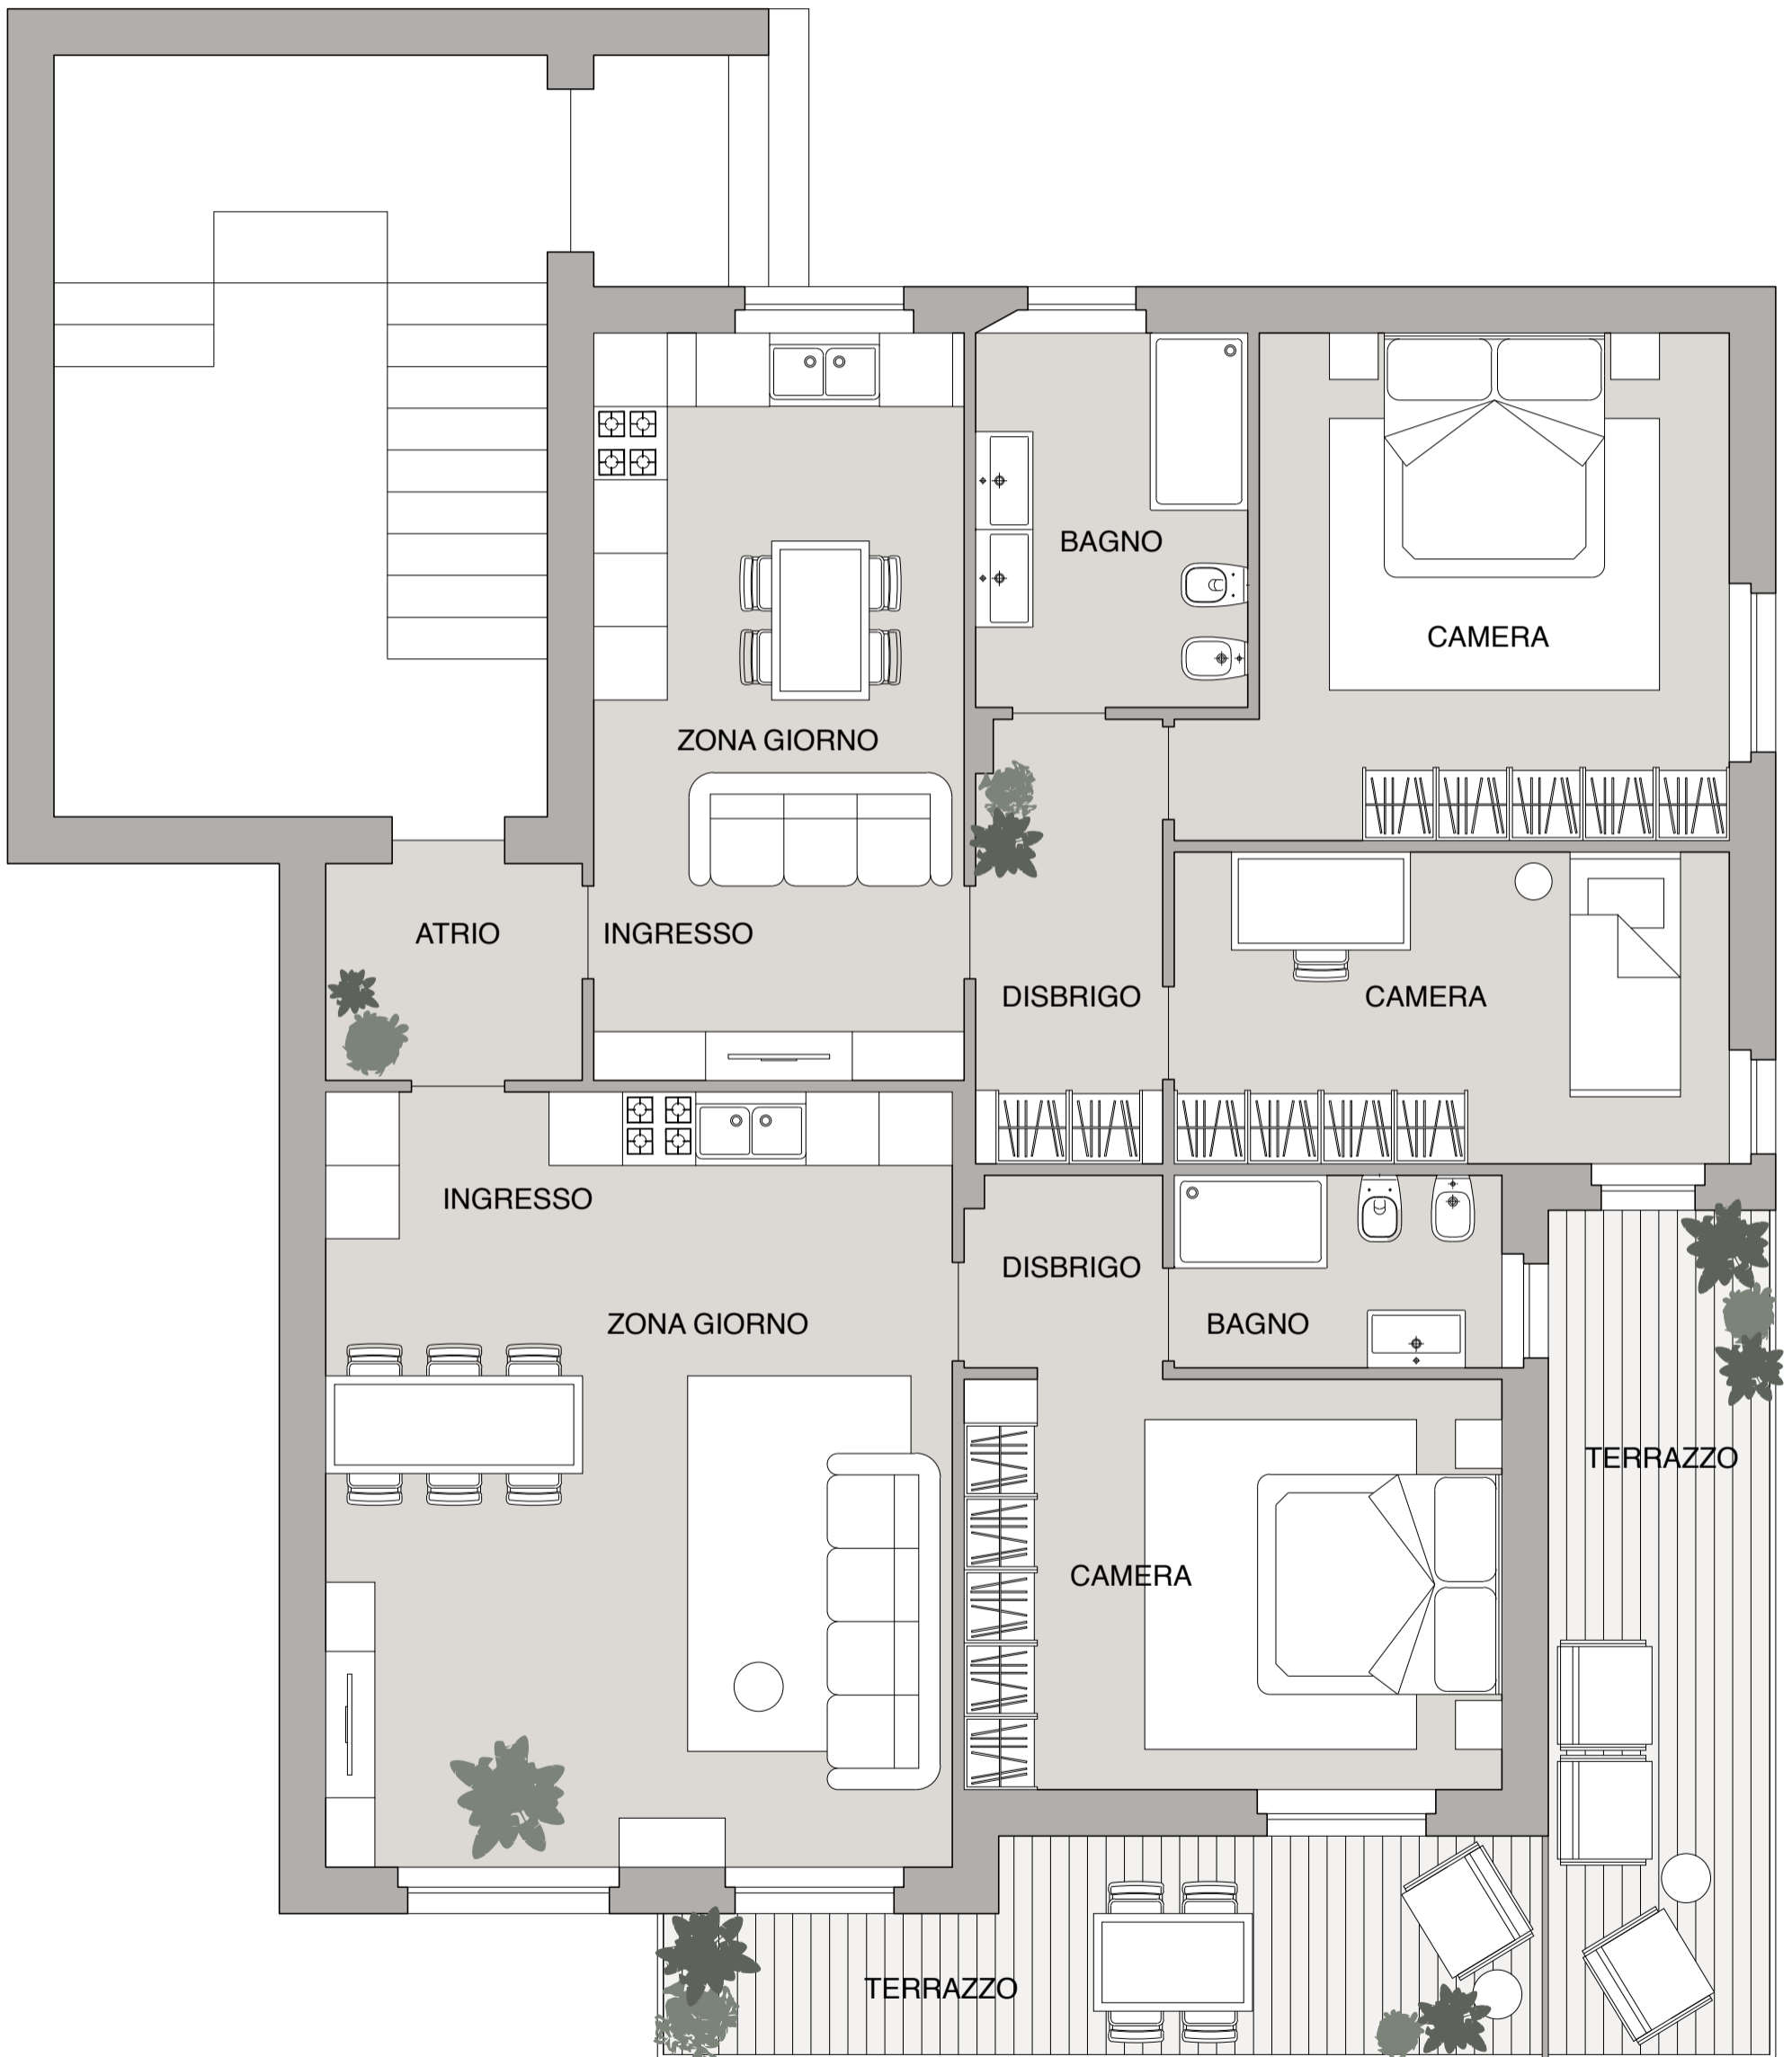 BAGNO
CAMERA
ZONA GIORNO
ATRIO
INGRESSO
DISBRIGO
CAMERA
INGRESSO
DISBRIGO
ZONA GIORNO
BAGNO
TERRAZZO
CAMERA
TERRAZZO